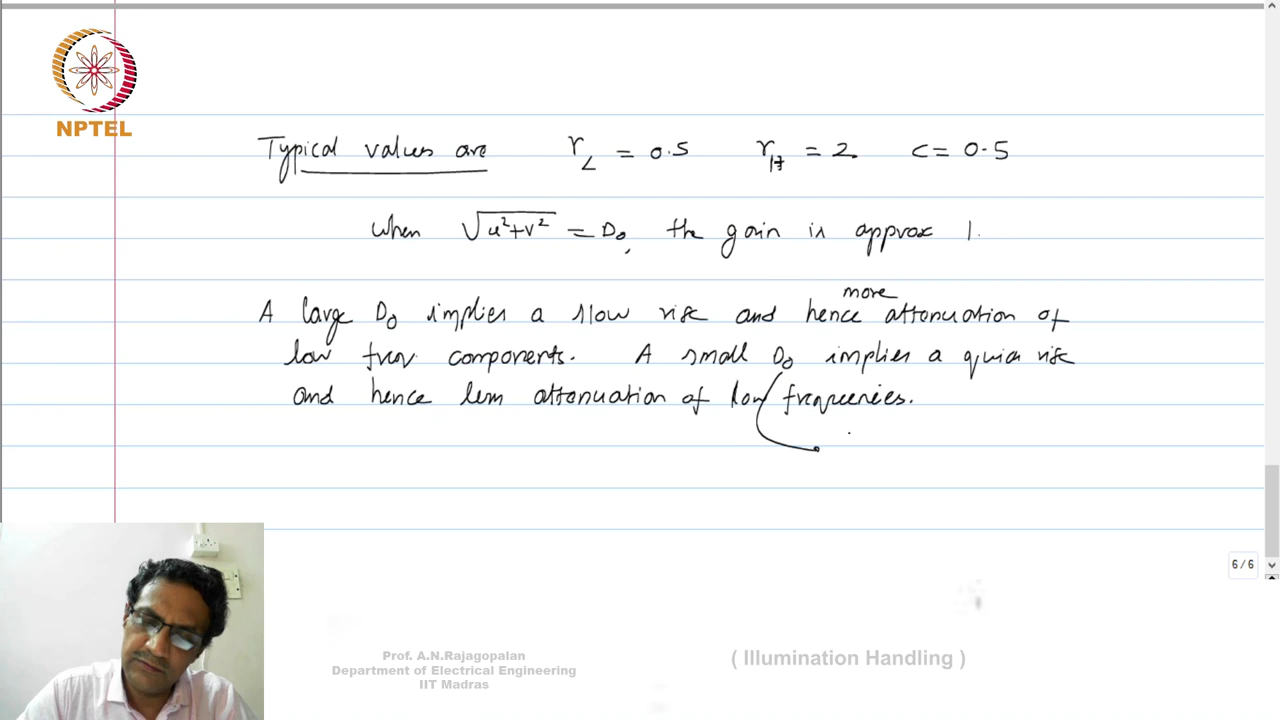 NPTEL
Typical values are γL = 0.5 γH = 2. c = 0.5
when √u²+v² = D₀, the gain is approx 1.
more
A large D₀ implies a slow rise and hence attenuation of
low freq. components. A small D₀ implies a quick rise
and hence less attenuation of low frequencies.
6/6
Prof. A.N.Rajagopalan
Department of Electrical Engineering
IIT Madras
( Illumination Handling )